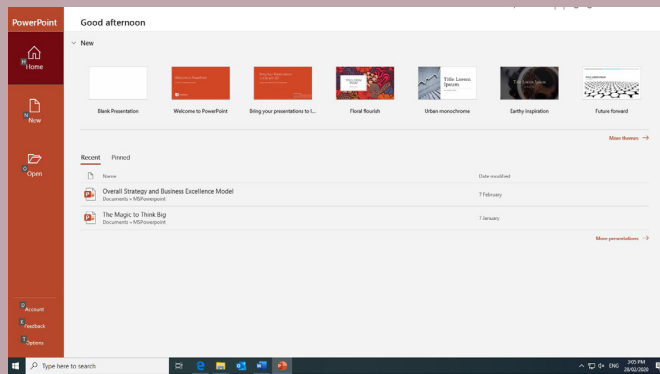 PowerPoint
Good afternoon
New
H
Home
N
New
O
Open
Blank Presentation
Welcome to PowerPoint
Bring your presentations to l...
Floral flourish
Title Lorem
Ipsum
Urban monochrome
Earthy inspiration
Future forward
More themes
Recent Pinned
Name Date modified
Overall Strategy and Business Excellence Model
Documents » MSPowerpoint
7 February
The Magic to Think Big
Documents » MSPowerpoint
7 January
More presentations
D
Account
K
Feedback
T
Options
Type here to search
ENG
3:05 PM
28/02/2020